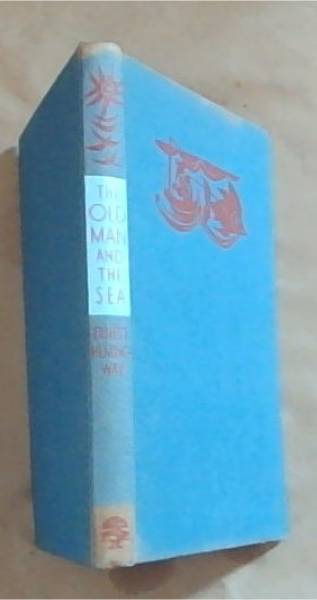 THE
OLD
MAN
AND
THE
SEA
ERNEST
HEMING-
WAY